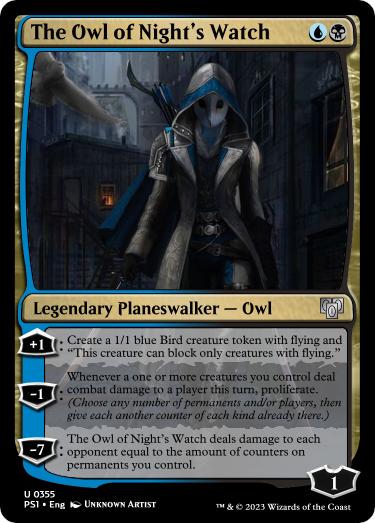 The Owl of Night's Watch
Legendary Planeswalker — Owl
+1
: Create a 1/1 blue Bird creature token with flying and
"This creature can block only creatures with flying."
-1
: Whenever a one or more creatures you control deal
combat damage to a player this turn, proliferate.
(Choose any number of permanents and/or players, then
give each another counter of each kind already there.)
-7
: The Owl of Night's Watch deals damage to each
opponent equal to the amount of counters on
permanents you control.
1
U 0355
PS1 • Eng Unknown Artist
™ & © 2023 Wizards of the Coast